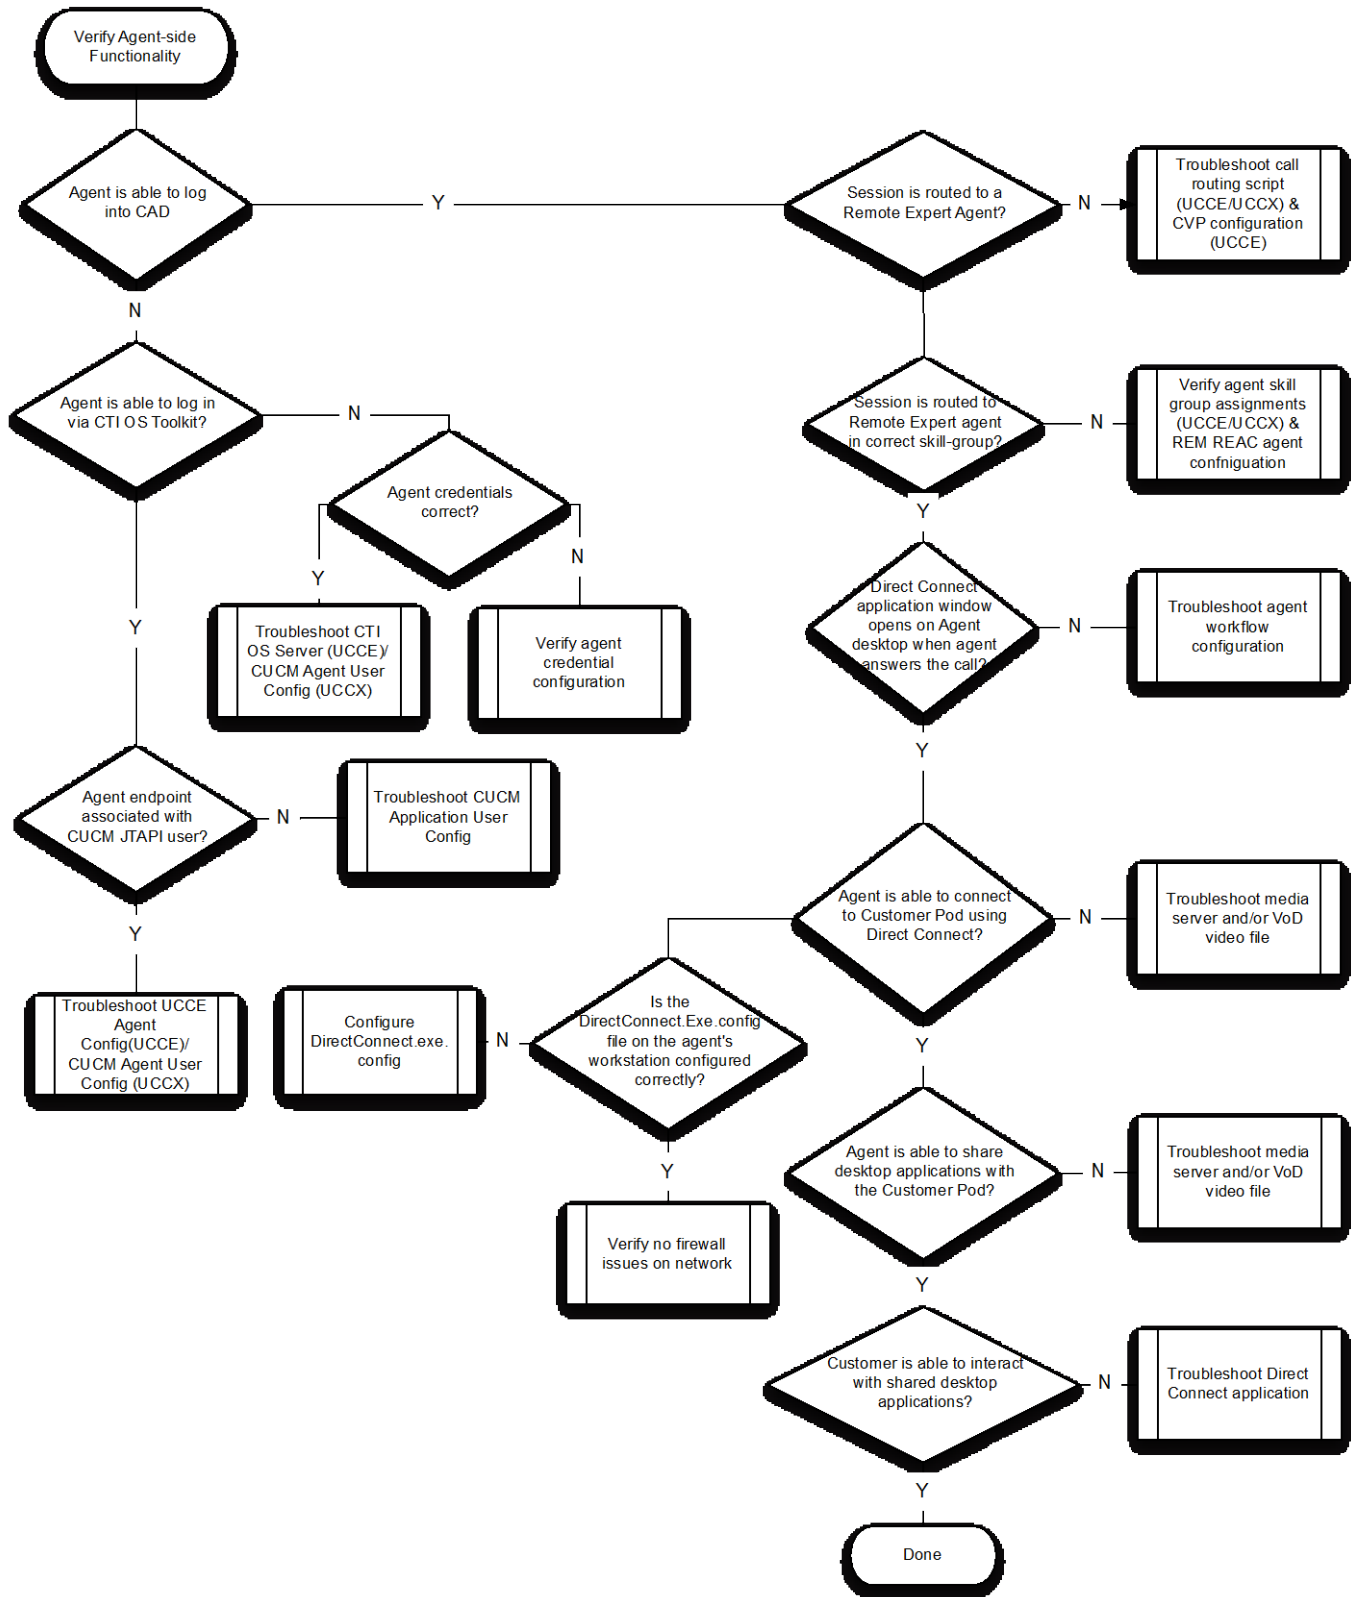 Verify Agent-side
Functionality
Agent is able to log
into CAD
Y
Session is routed to a
Remote Expert Agent?
N
Troubleshoot call
routing script
(UCCE/UCCX) &
CVP configuration
(UCCE)
N
Agent is able to log in
via CTI OS Toolkit?
N
Session is routed to
Remote Expert agent
in correct skill-group?
N
Verify agent skill
group assignments
(UCCE/UCCX) &
REM REAC agent
confniguation
Agent credentials
correct?
Y
Y
N
Direct Connect
application window
opens on Agent
desktop when agent
answers the call?
N
Troubleshoot agent
workflow
configuration
Y
Troubleshoot CTI
OS Server (UCCE)/
CUCM Agent User
Config (UCCX)
Verify agent
credential
configuration
Y
Agent endpoint
associated with
CUCM JTAPI user?
N
Troubleshoot CUCM
Application User
Config
Y
Agent is able to connect
to Customer Pod using
Direct Connect?
N
Troubleshoot media
server and/or VoD
video file
Troubleshoot UCCE
Agent
Config(UCCE)/
CUCM Agent User
Config (UCCX)
Configure
DirectConnect.exe.
config
N
Is the
DirectConnect.Exe.config
file on the agent's
workstation configured
correctly?
Y
Agent is able to share
desktop applications with
the Customer Pod?
N
Troubleshoot media
server and/or VoD
video file
Y
Verify no firewall
issues on network
Y
Customer is able to interact
with shared desktop
applications?
N
Troubleshoot Direct
Connect application
Y
Done